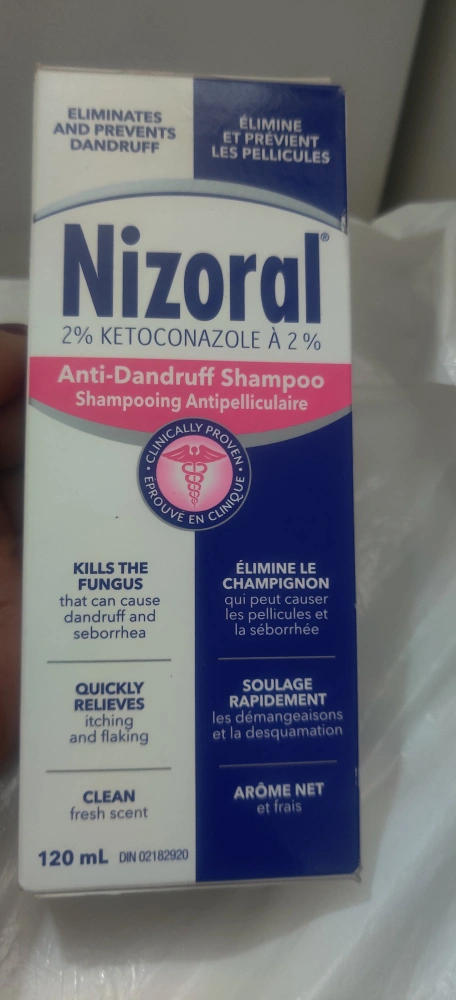 ELIMINATES
AND PREVENTS
DANDRUFF
ÉLIMINE
ET PRÉVIENT
LES PELLICULES
Nizoral®
2% KETOCONAZOLE À 2%
Anti-Dandruff Shampoo
Shampooing Antipelliculaire
• CLINICALLY PROVEN •
ÉPROUVÉ EN CLINIQUE
KILLS THE
FUNGUS
that can cause
dandruff and
seborrhea
QUICKLY
RELIEVES
itching
and flaking
CLEAN
fresh scent
ÉLIMINE LE
CHAMPIGNON
qui peut causer
les pellicules et
la séborrhée
SOULAGE
RAPIDEMENT
les démangeaisons
et la desquamation
ARÔME NET
et frais
120 mL DIN 02182920